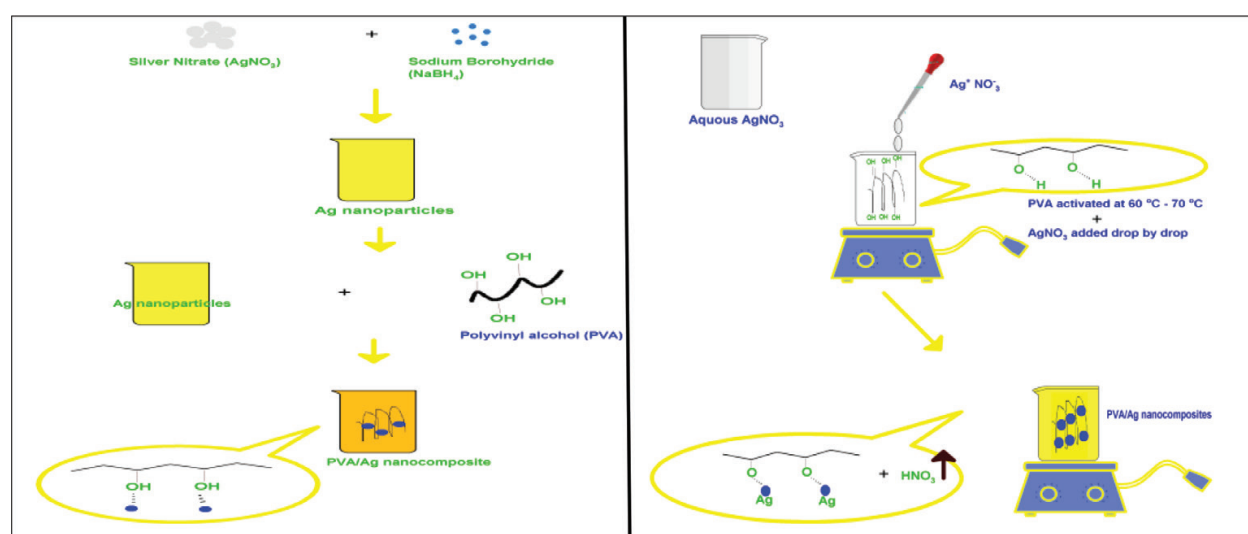 +
Silver Nitrate (AgNO₃)
Sodium Borohydride
(NaBH₄)
Ag nanoparticles
Ag nanoparticles
+
OH
OH
OH
OH
Polyvinyl alcohol (PVA)
PVA/Ag nanocomposite
OH
OH
Aquous AgNO₃
Ag⁺ NO⁻₃
OH
OH
OH
OH
OH
OH
O
H
O
H
PVA activated at 60 ⁰C - 70 ⁰C
+
AgNO₃ added drop by drop
PVA/Ag nanocomposites
O
O
Ag
Ag
+ HNO₃